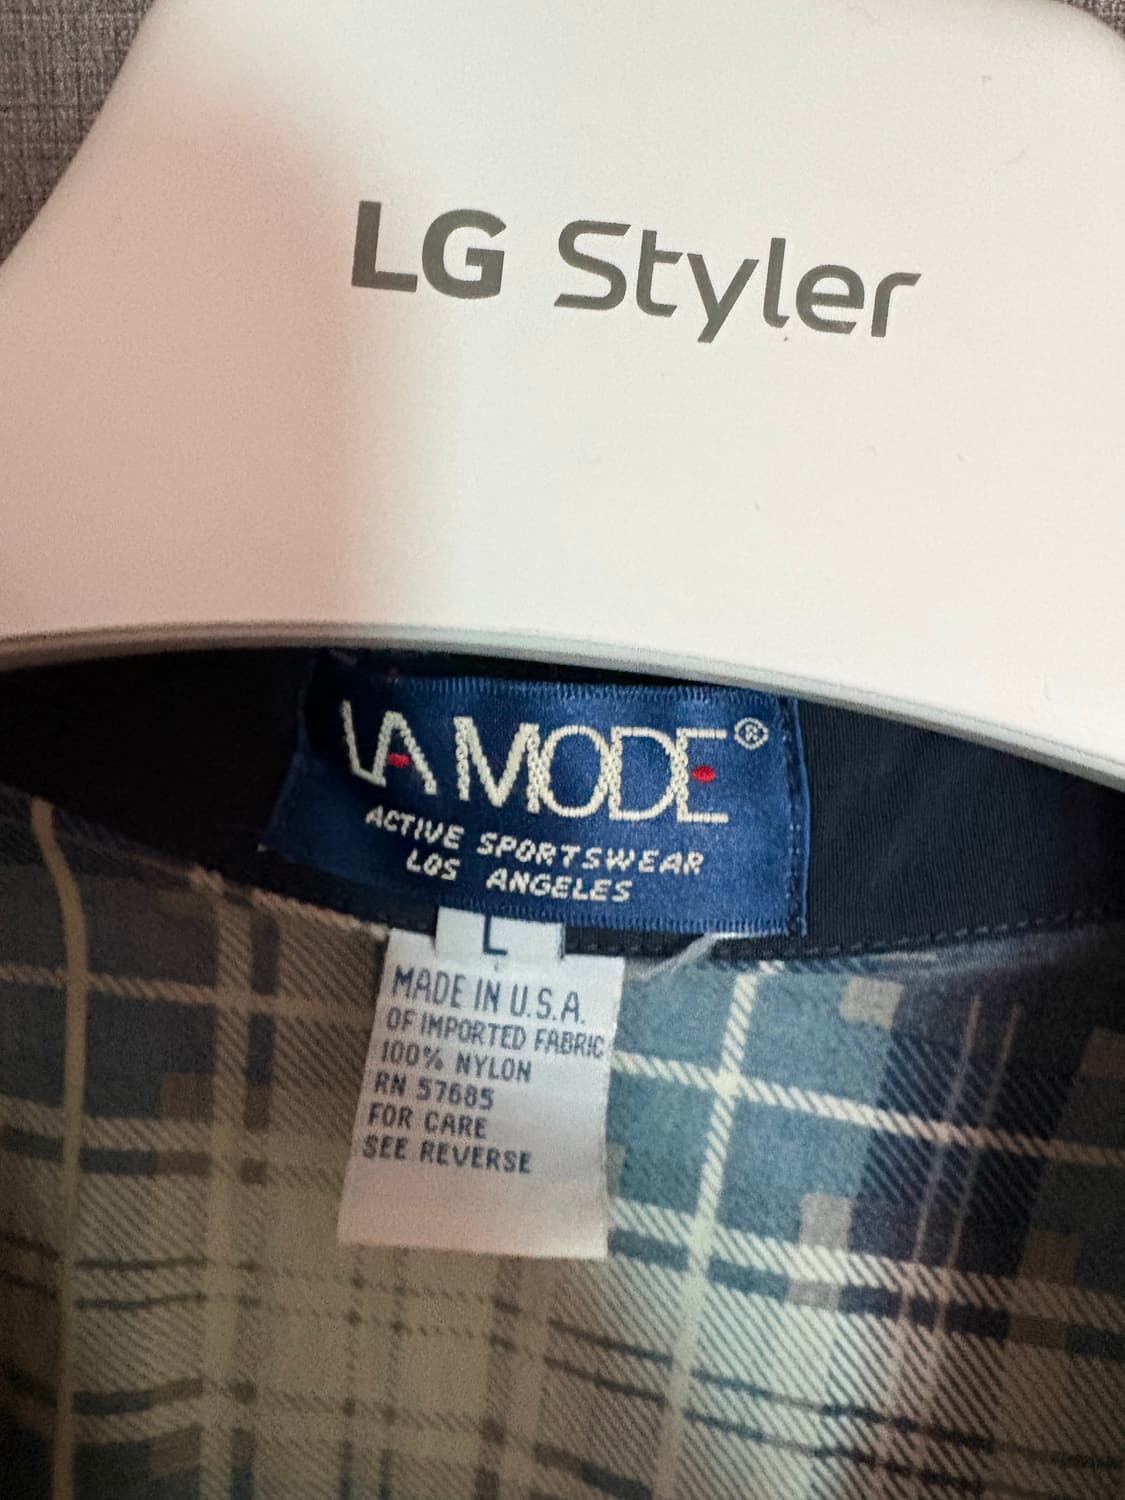 LG Styler
LA MODE®
ACTIVE SPORTSWEAR
LOS ANGELES
L
MADE IN U.S.A.
OF IMPORTED FABRIC
100% NYLON
RN 57685
FOR CARE
SEE REVERSE